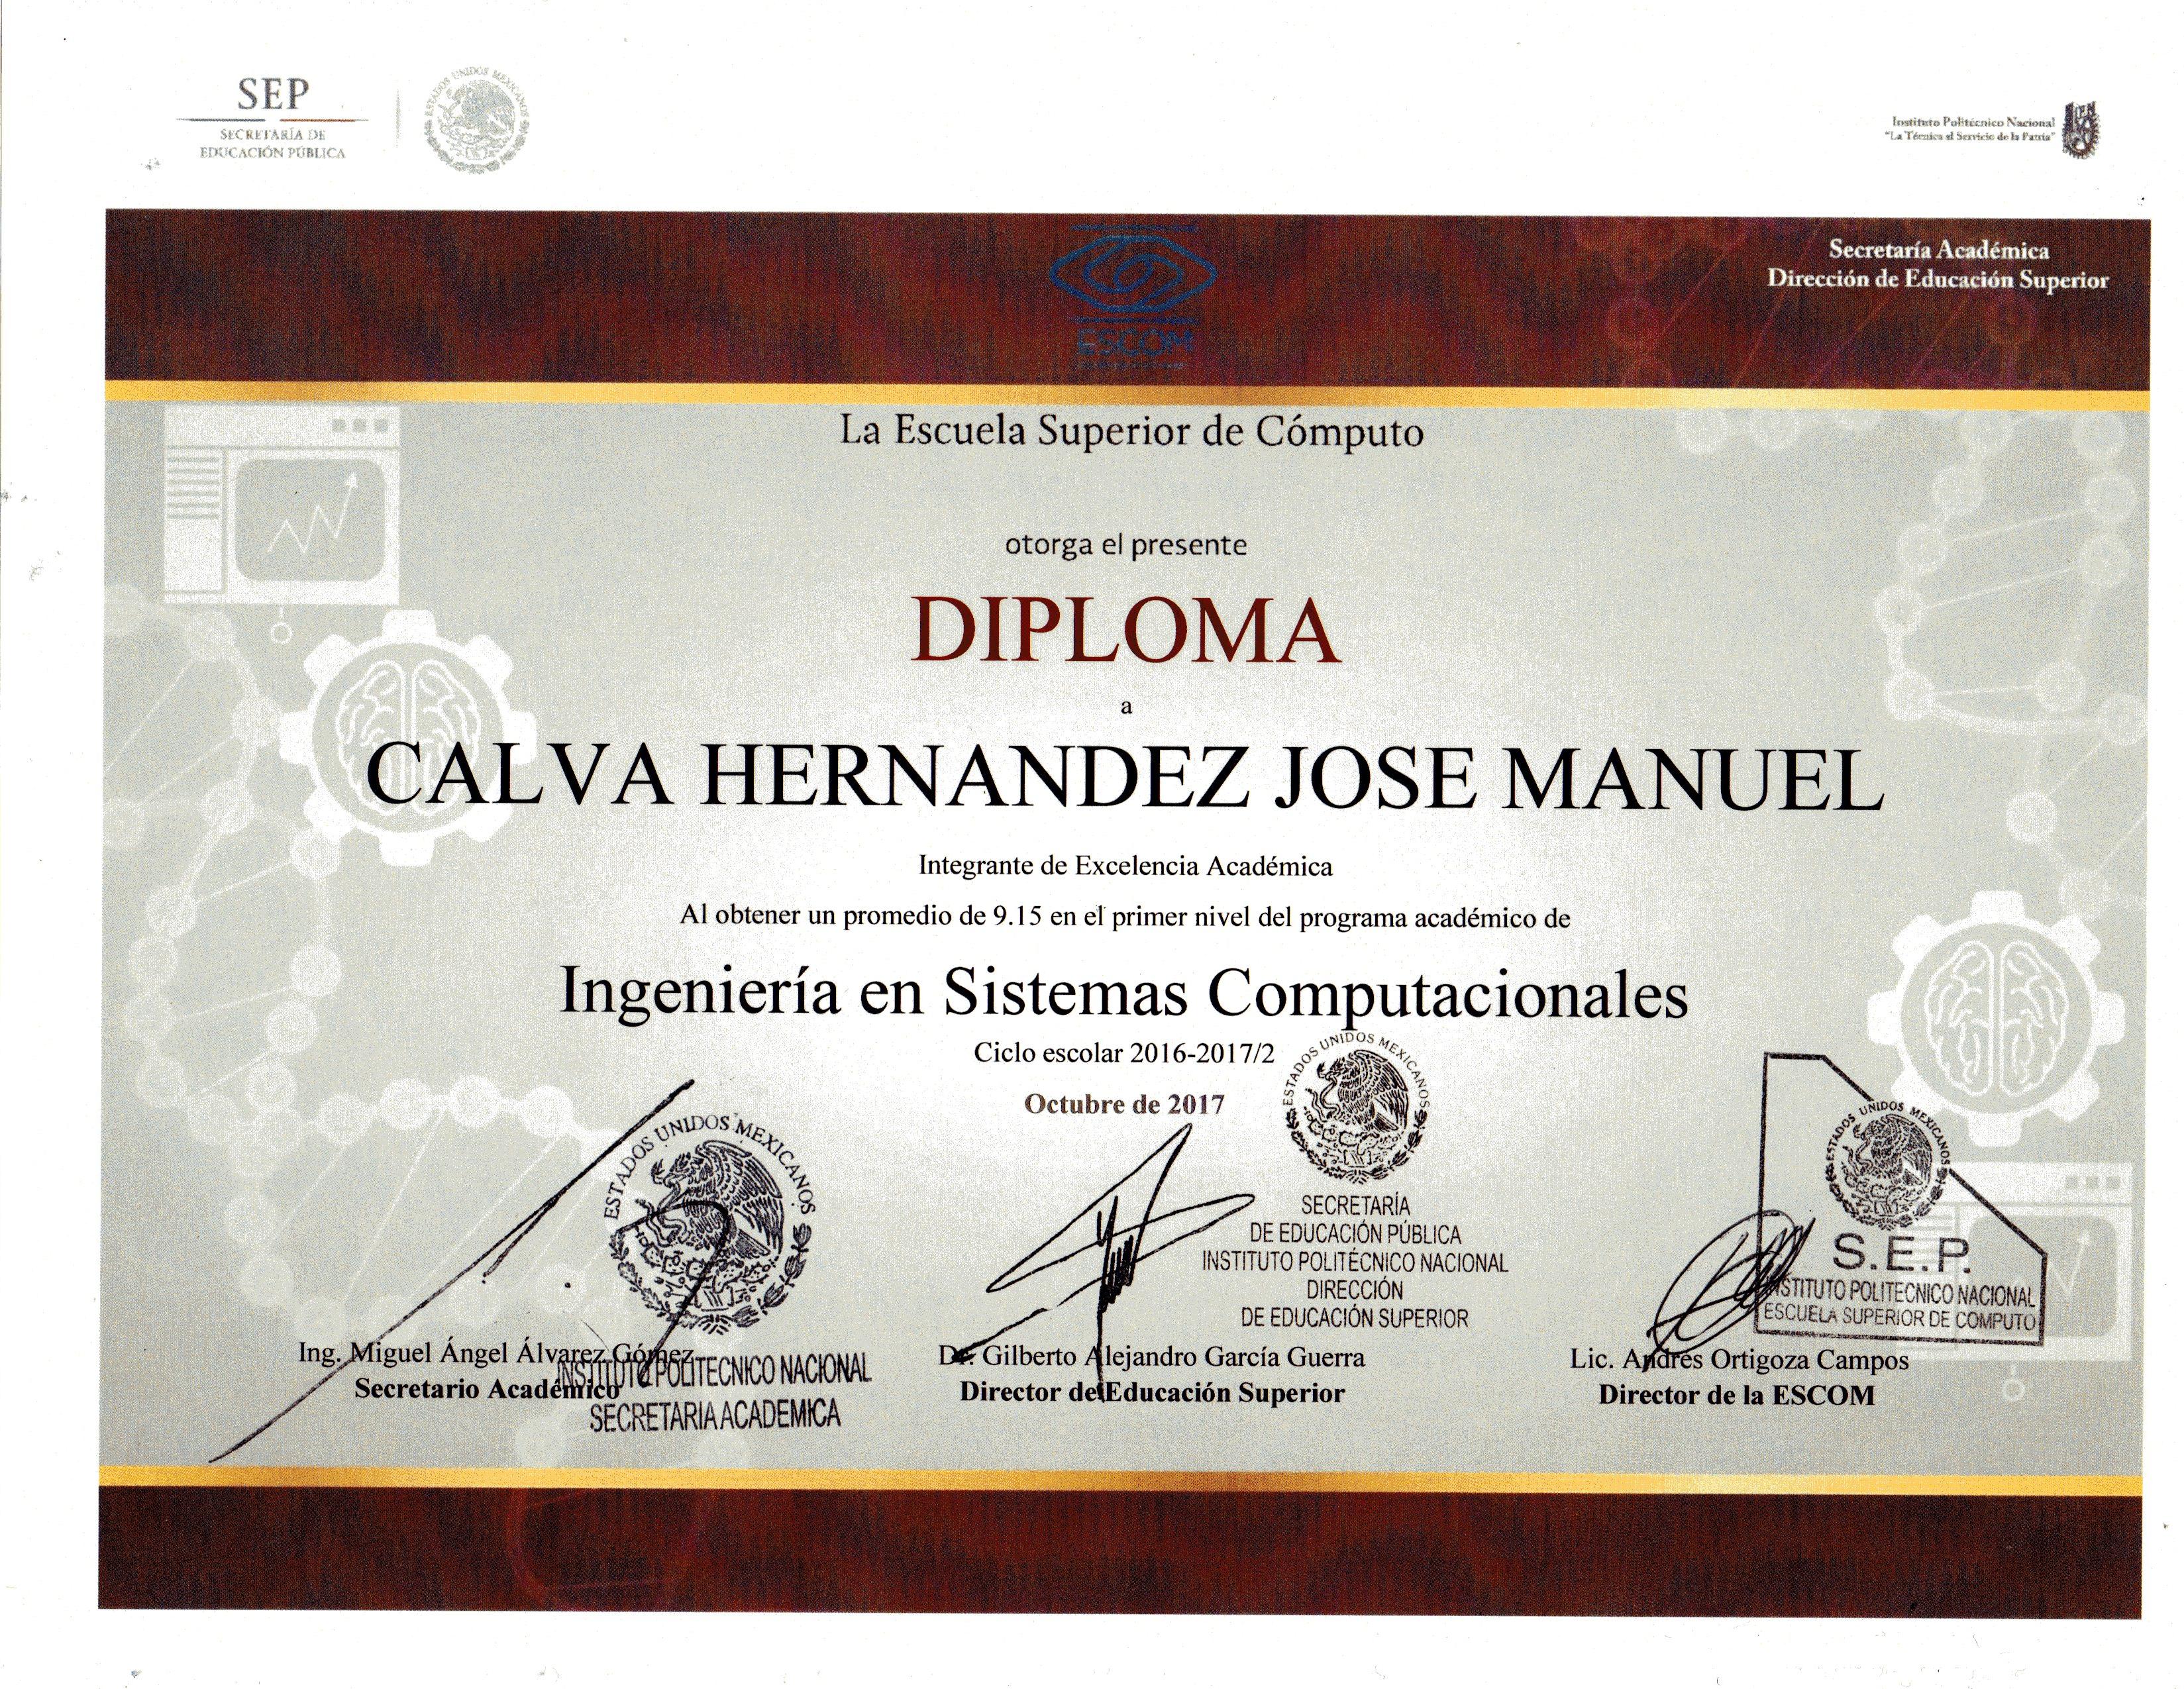 SEP
SECRETARÍA DE
EDUCACIÓN PÚBLICA
ESTADOS UNIDOS MEXICANOS
Instituto Politécnico Nacional
"La Técnica al Servicio de la Patria"
Secretaría Académica
Dirección de Educación Superior
ESCOM
La Escuela Superior de Cómputo
otorga el presente
DIPLOMA
a
CALVA HERNANDEZ JOSE MANUEL
Integrante de Excelencia Académica
Al obtener un promedio de 9.15 en el primer nivel del programa académico de
Ingeniería en Sistemas Computacionales
Ciclo escolar 2016-2017/2
Octubre de 2017
ESTADOS UNIDOS MEXICANOS
INSTITUTO POLITECNICO NACIONAL
SECRETARIA ACADEMICA
Ing. Miguel Ángel Álvarez Gómez
Secretario Académico
ESTADOS UNIDOS MEXICANOS
SECRETARÍA
DE EDUCACIÓN PÚBLICA
INSTITUTO POLITÉCNICO NACIONAL
DIRECCIÓN
DE EDUCACIÓN SUPERIOR
Dr. Gilberto Alejandro García Guerra
Director de Educación Superior
ESTADOS UNIDOS MEXICANOS
S.E.P.
INSTITUTO POLITECNICO NACIONAL
ESCUELA SUPERIOR DE COMPUTO
Lic. Andrés Ortigoza Campos
Director de la ESCOM